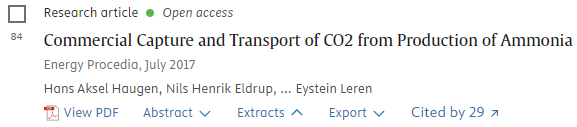 Research article ● Open access
84
Commercial Capture and Transport of CO2 from Production of Ammonia
Energy Procedia, July 2017
Hans Aksel Haugen, Nils Henrik Eldrup, ... Eystein Leren
View PDF Abstract Extracts Export Cited by 29 ↗